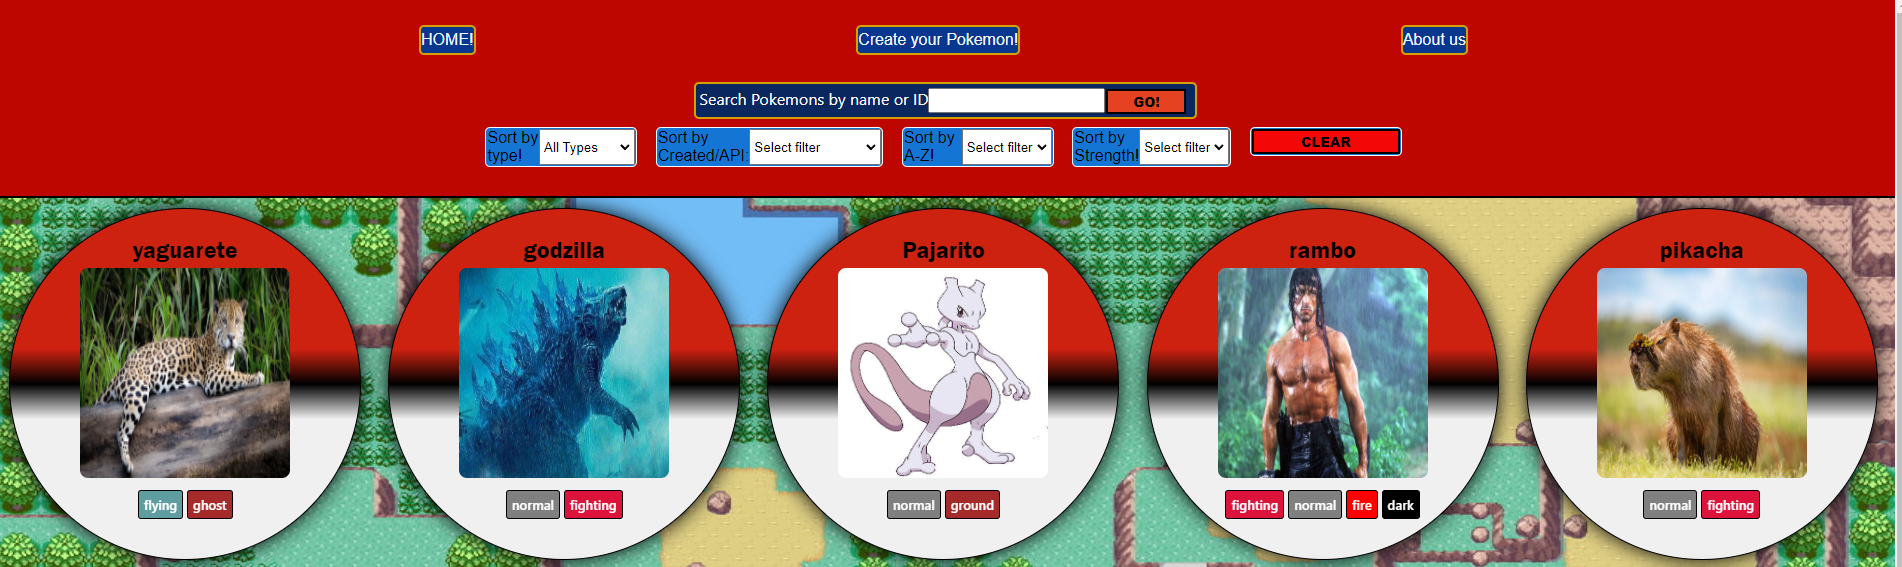 HOME! Create your Pokemon! About us
Search Pokemons by name or ID GO!
Sort by type! All Types Sort by Created/API: Select filter Sort by A-Z! Select filter Sort by Strength! Select filter CLEAR
yaguarete godzilla Pajarito rambo pikacha
flying ghost normal fighting normal ground fighting normal fire dark normal fighting